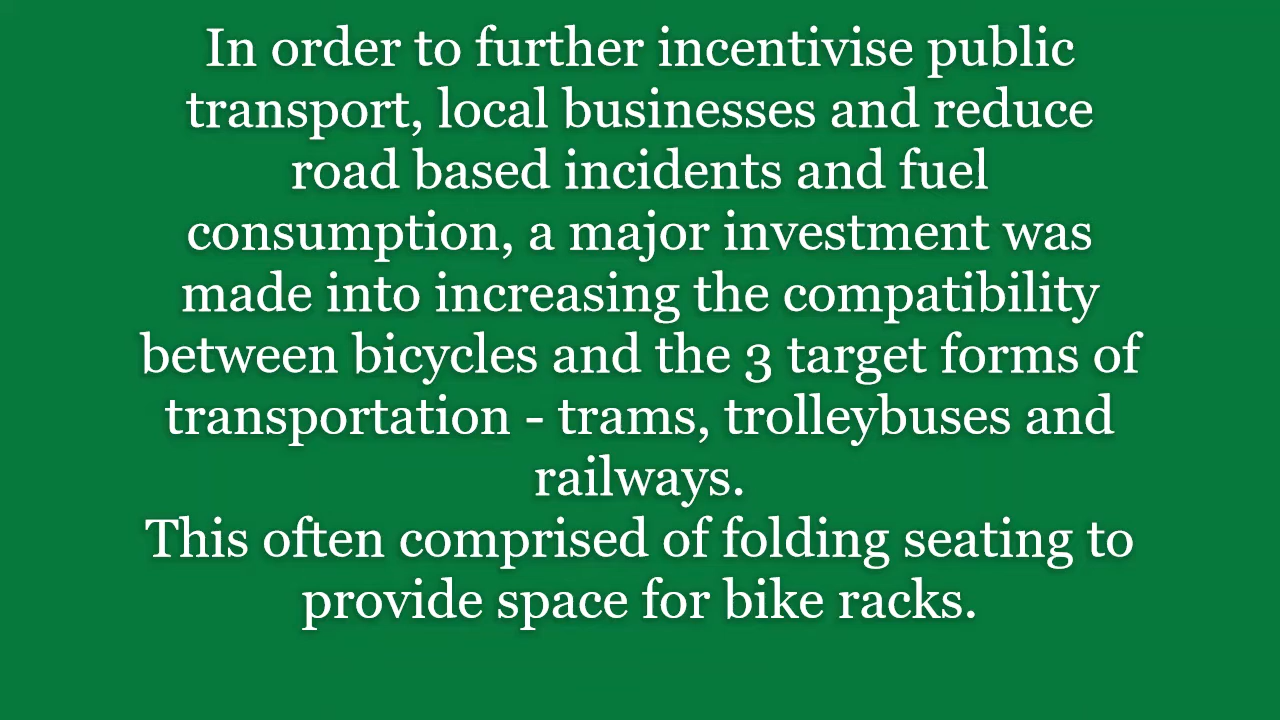 In order to further incentivise public
transport, local businesses and reduce
road based incidents and fuel
consumption, a major investment was
made into increasing the compatibility
between bicycles and the 3 target forms of
transportation - trams, trolleybuses and
railways.
This often comprised of folding seating to
provide space for bike racks.